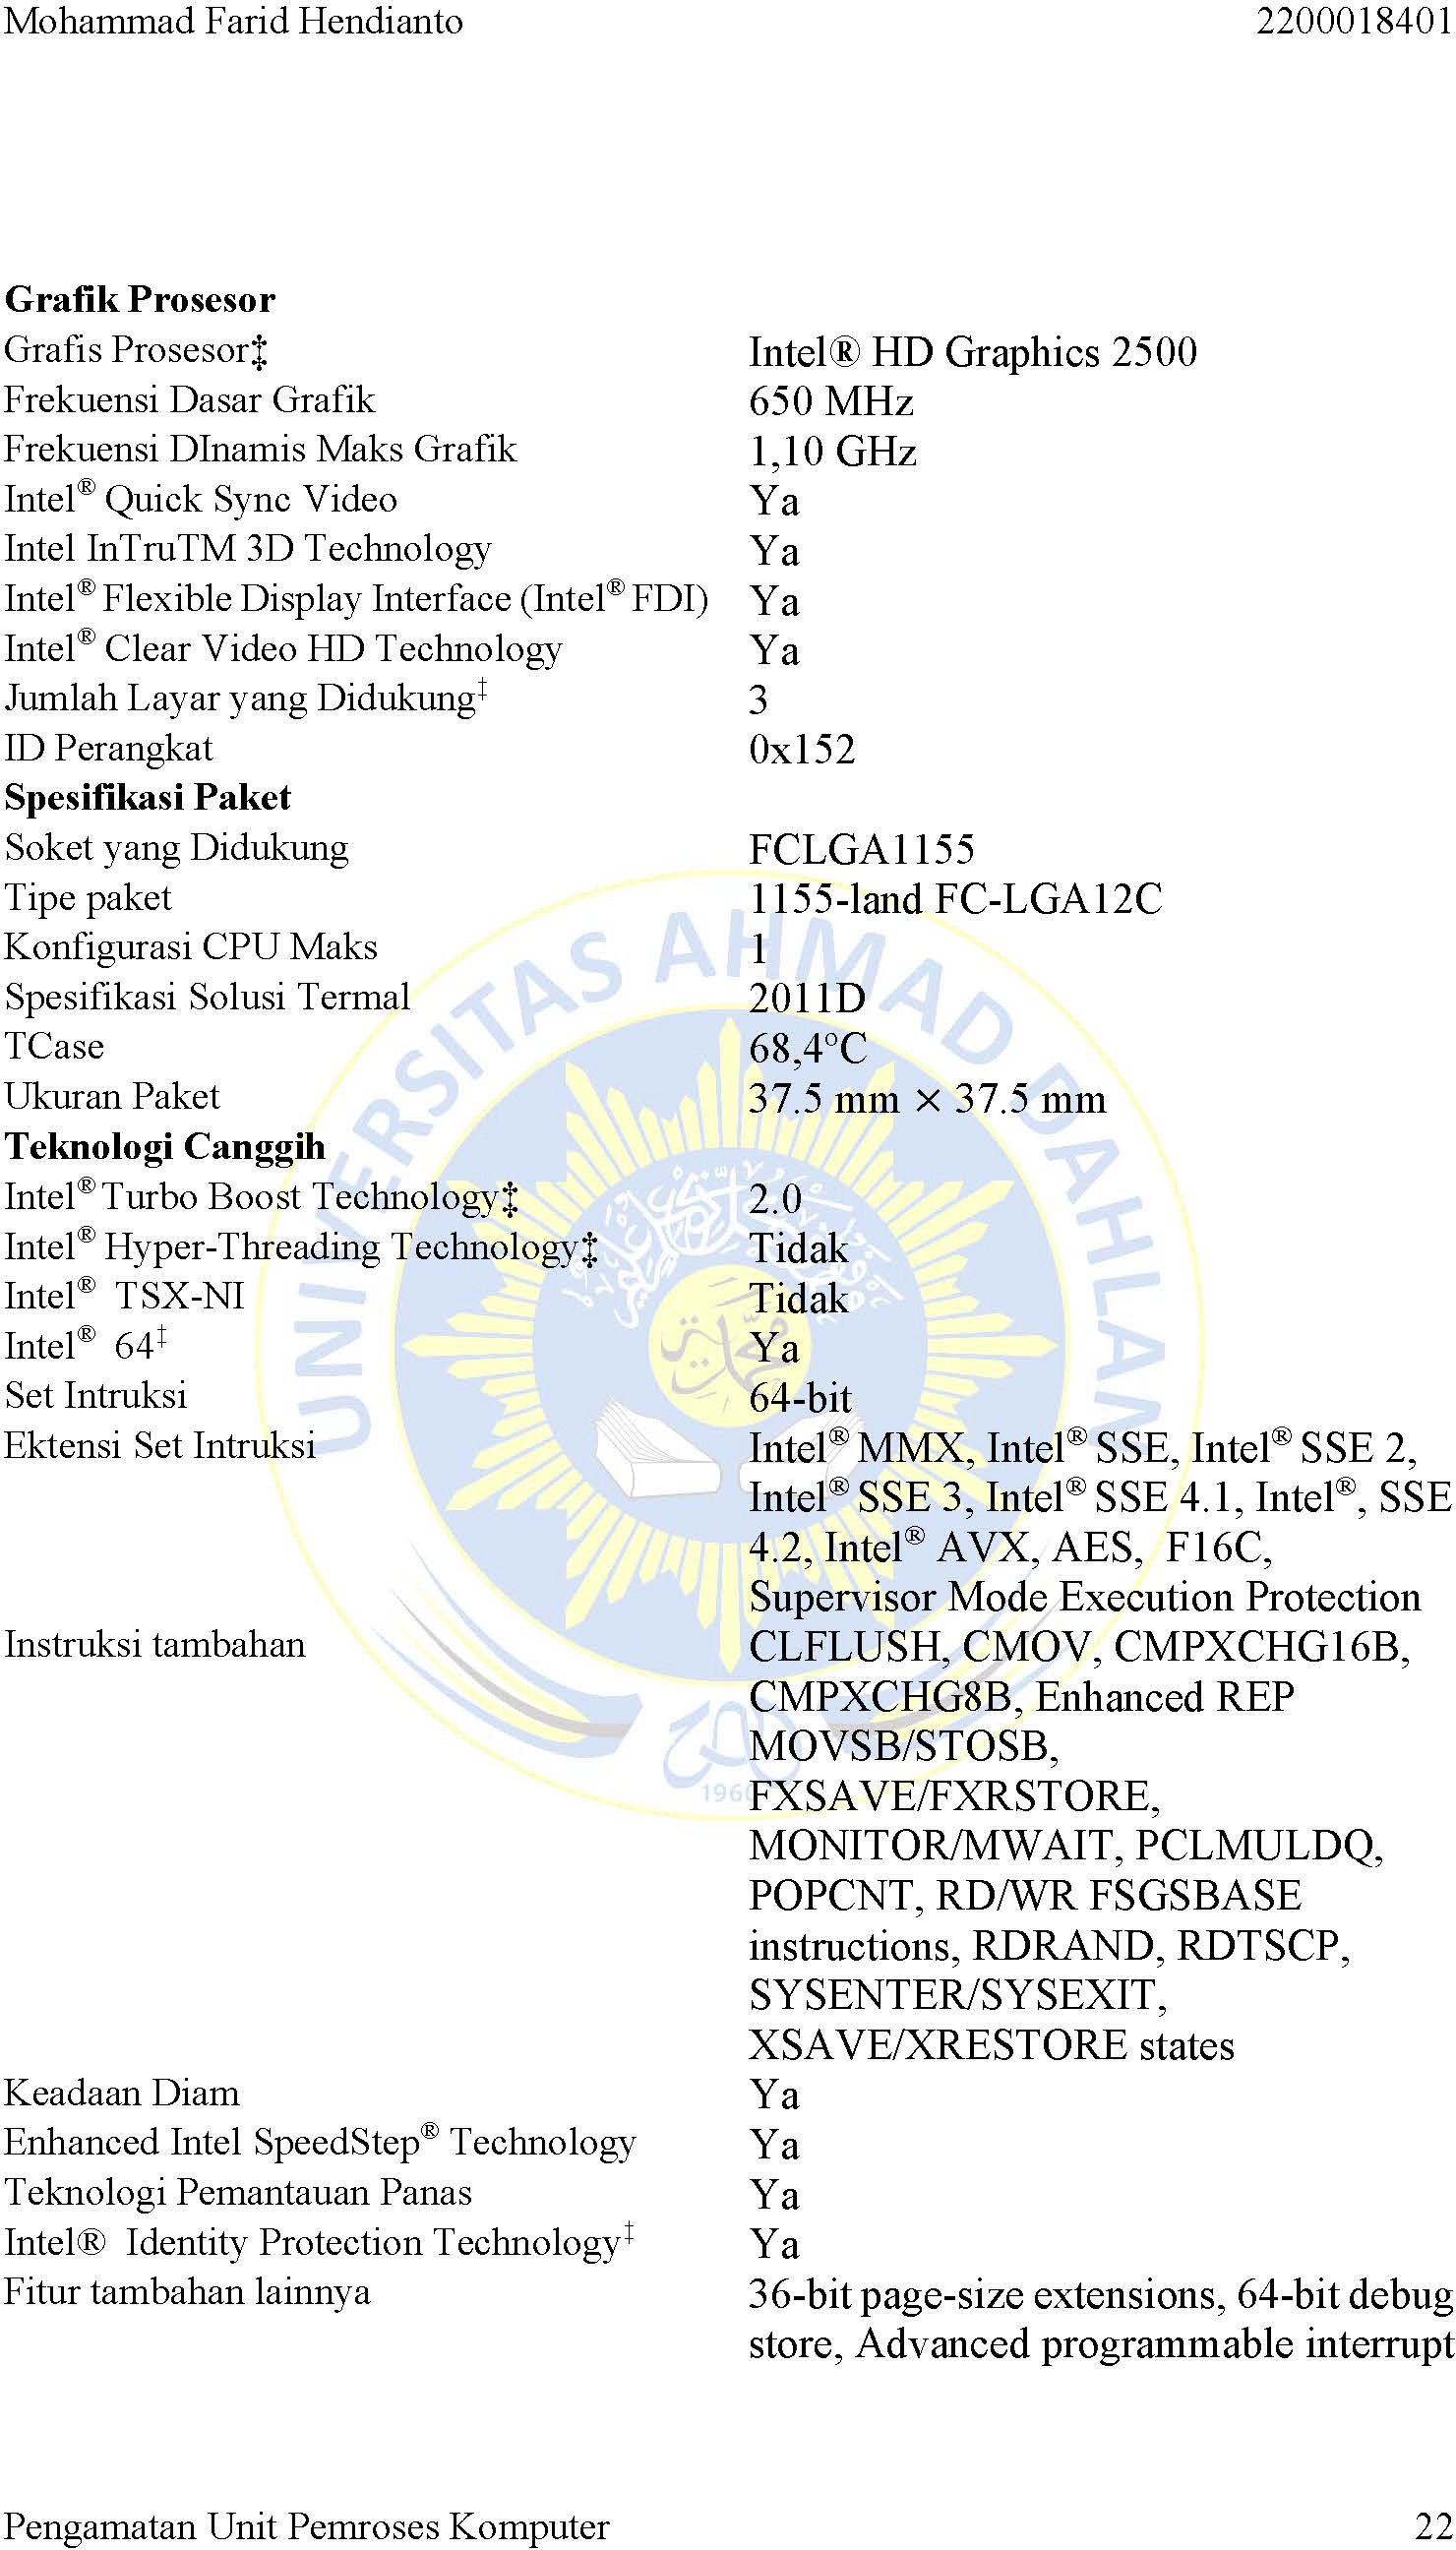 Mohammad Farid Hendianto 2200018401
Grafik Prosesor
Grafis Prosesor‡ Intel® HD Graphics 2500
Frekuensi Dasar Grafik 650 MHz
Frekuensi DInamis Maks Grafik 1,10 GHz
Intel® Quick Sync Video Ya
Intel InTruTM 3D Technology Ya
Intel® Flexible Display Interface (Intel® FDI) Ya
Intel® Clear Video HD Technology Ya
Jumlah Layar yang Didukung‡ 3
ID Perangkat 0x152
Spesifikasi Paket
Soket yang Didukung FCLGA1155
Tipe paket 1155-land FC-LGA12C
Konfigurasi CPU Maks 1
Spesifikasi Solusi Termal 2011D
TCase 68,4°C
Ukuran Paket 37.5 mm × 37.5 mm
Teknologi Canggih
Intel® Turbo Boost Technology‡ 2.0
Intel® Hyper-Threading Technology‡ Tidak
Intel® TSX-NI Tidak
Intel® 64‡ Ya
Set Intruksi 64-bit
Ektensi Set Intruksi Intel® MMX, Intel® SSE, Intel® SSE 2,
Intel® SSE 3, Intel® SSE 4.1, Intel®, SSE
4.2, Intel® AVX, AES, F16C,
Supervisor Mode Execution Protection
Instruksi tambahan CLFLUSH, CMOV, CMPXCHG16B,
CMPXCHG8B, Enhanced REP
MOVSB/STOSB,
FXSAVE/FXRSTORE,
MONITOR/MWAIT, PCLMULDQ,
POPCNT, RD/WR FSGSBASE
instructions, RDRAND, RDTSCP,
SYSENTER/SYSEXIT,
XSAVE/XRESTORE states
Keadaan Diam Ya
Enhanced Intel SpeedStep® Technology Ya
Teknologi Pemantauan Panas Ya
Intel® Identity Protection Technology‡ Ya
Fitur tambahan lainnya 36-bit page-size extensions, 64-bit debug
store, Advanced programmable interrupt
UNIVERSITAS AHMAD DAHLAN
1960
Pengamatan Unit Pemroses Komputer 22